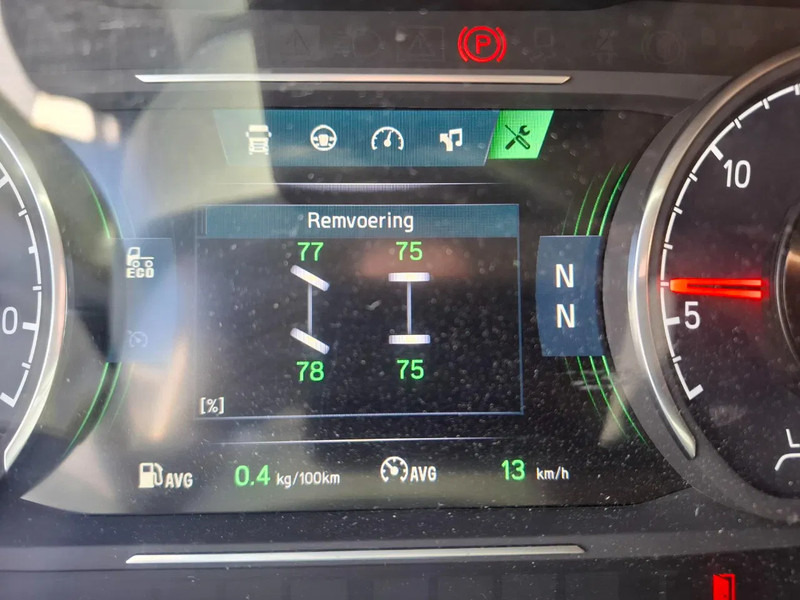 P
Remvoering
77 75
10
ECO
N
N
0
5
78 75
[%]
AVG 0.4 kg/100km AVG 13 km/h